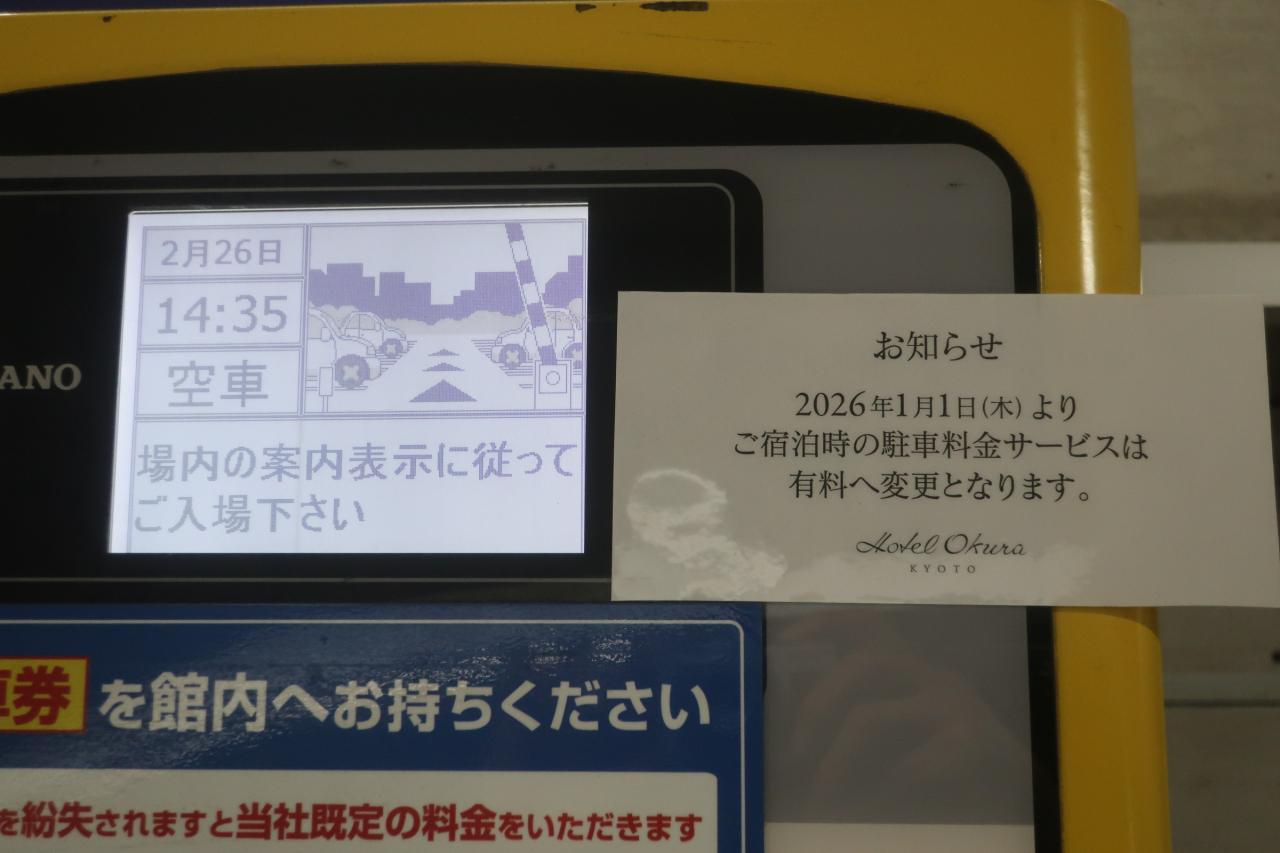 2月26日
14:35
空車
場内の案内表示に従って
ご入場下さい
ANO
お知らせ
2026年1月1日(木)より
ご宿泊時の駐車料金サービスは
有料へ変更となります。
Hotel Okura
KYOTO
車券を館内へお持ちください
を紛失されますと当社既定の料金をいただきます